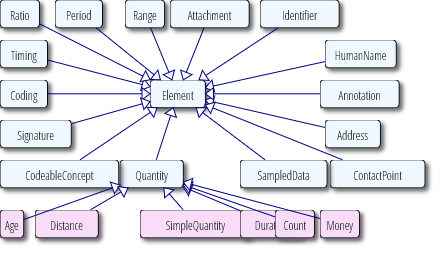 Ratio Period Range Attachment Identifier
Timing HumanName
Coding Element Annotation
Signature Address
CodeableConcept Quantity SampledData ContactPoint
Age Distance SimpleQuantity Durat Count Money